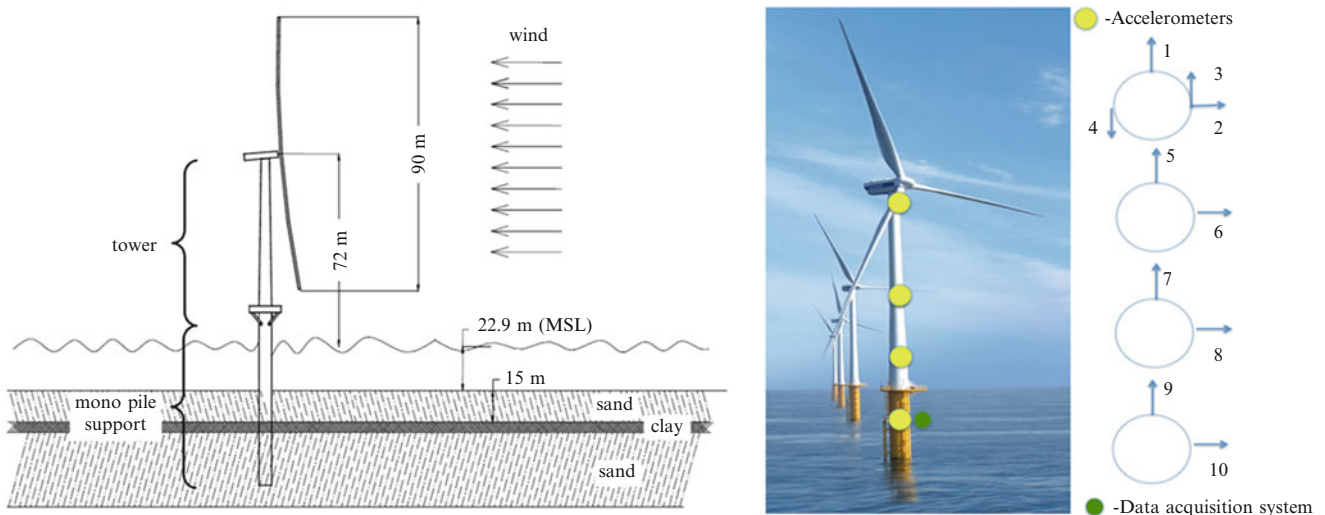 wind
90 m
72 m
tower
22.9 m (MSL)
15 m
mono pile
support
sand
clay
sand
-Accelerometers
1
3
4
2
5
6
7
8
9
10
-Data acquisition system